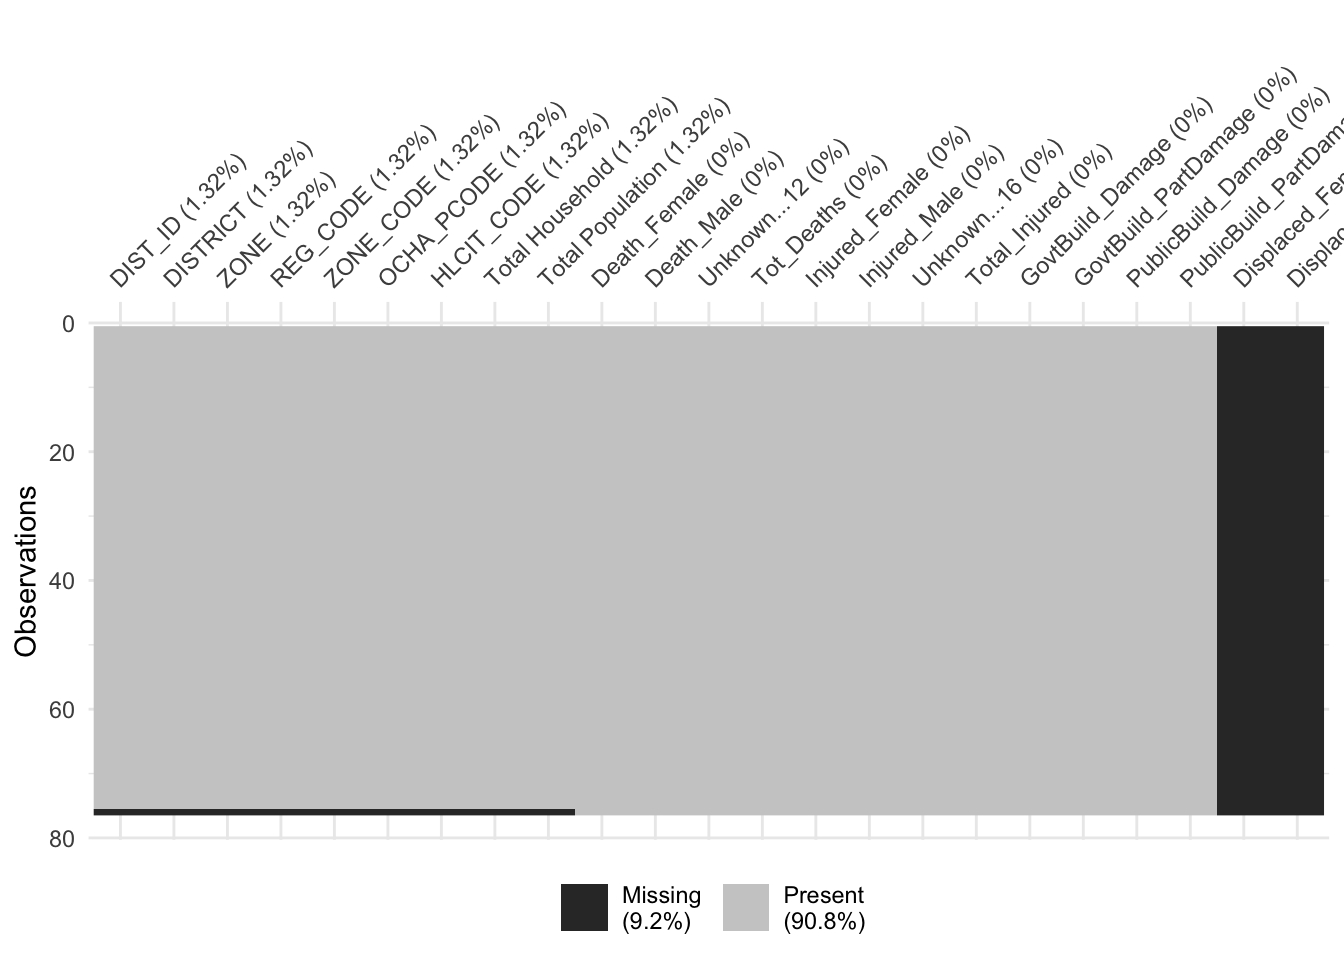 DIST_ID (1.32%)
DISTRICT (1.32%)
ZONE (1.32%)
REG_CODE (1.32%)
ZONE_CODE (1.32%)
OCHA_PCODE (1.32%)
HLCIT_CODE (1.32%)
Total Household (1.32%)
Total Population (1.32%)
Death_Female (0%)
Death_Male (0%)
Unknown...12 (0%)
Tot_Deaths (0%)
Injured_Female (0%)
Injured_Male (0%)
Unknown...16 (0%)
Total_Injured (0%)
GovtBuild_Damage (0%)
GovtBuild_PartDamage (0%)
PublicBuild_Damage (0%)
PublicBuild_PartDama
Displaced_Fem
Displac
0
20
40
60
80
Observations
Missing
(9.2%)
Present
(90.8%)